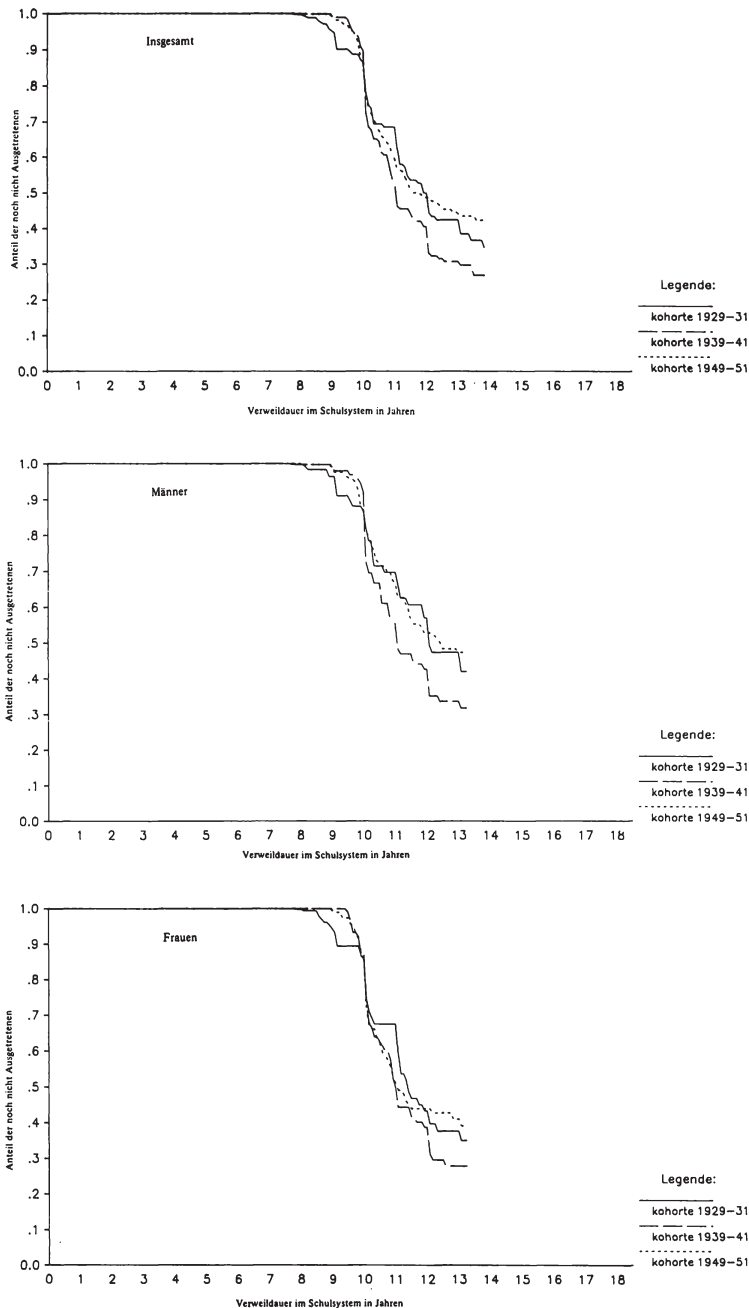 Insgesamt
Anteil der noch nicht Ausgetretenen
1.0
.9
.8
.7
.6
.5
.4
.3
.2
.1
0.0
0 1 2 3 4 5 6 7 8 9 10 11 12 13 14 15 16 17 18
Verweildauer im Schulsystem in Jahren
Legende:
kohorte 1929-31
kohorte 1939-41
kohorte 1949-51
Männer
Anteil der noch nicht Ausgetretenen
1.0
.9
.8
.7
.6
.5
.4
.3
.2
.1
0.0
0 1 2 3 4 5 6 7 8 9 10 11 12 13 14 15 16 17 18
Verweildauer im Schulsystem in Jahren
Legende:
kohorte 1929-31
kohorte 1939-41
kohorte 1949-51
Frauen
Anteil der noch nicht Ausgetretenen
1.0
.9
.8
.7
.6
.5
.4
.3
.2
.1
0.0
0 1 2 3 4 5 6 7 8 9 10 11 12 13 14 15 16 17 18
Verweildauer im Schulsystem in Jahren
Legende:
kohorte 1929-31
kohorte 1939-41
kohorte 1949-51